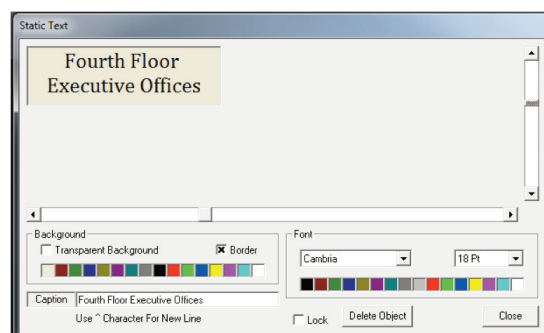 Static Text
Fourth Floor
Executive Offices
Background
Transparent Background
Border
Font
Cambria
18 Pt
Caption
Fourth Floor Executive Offices
Use ^ Character For New Line
Lock
Delete Object
Close